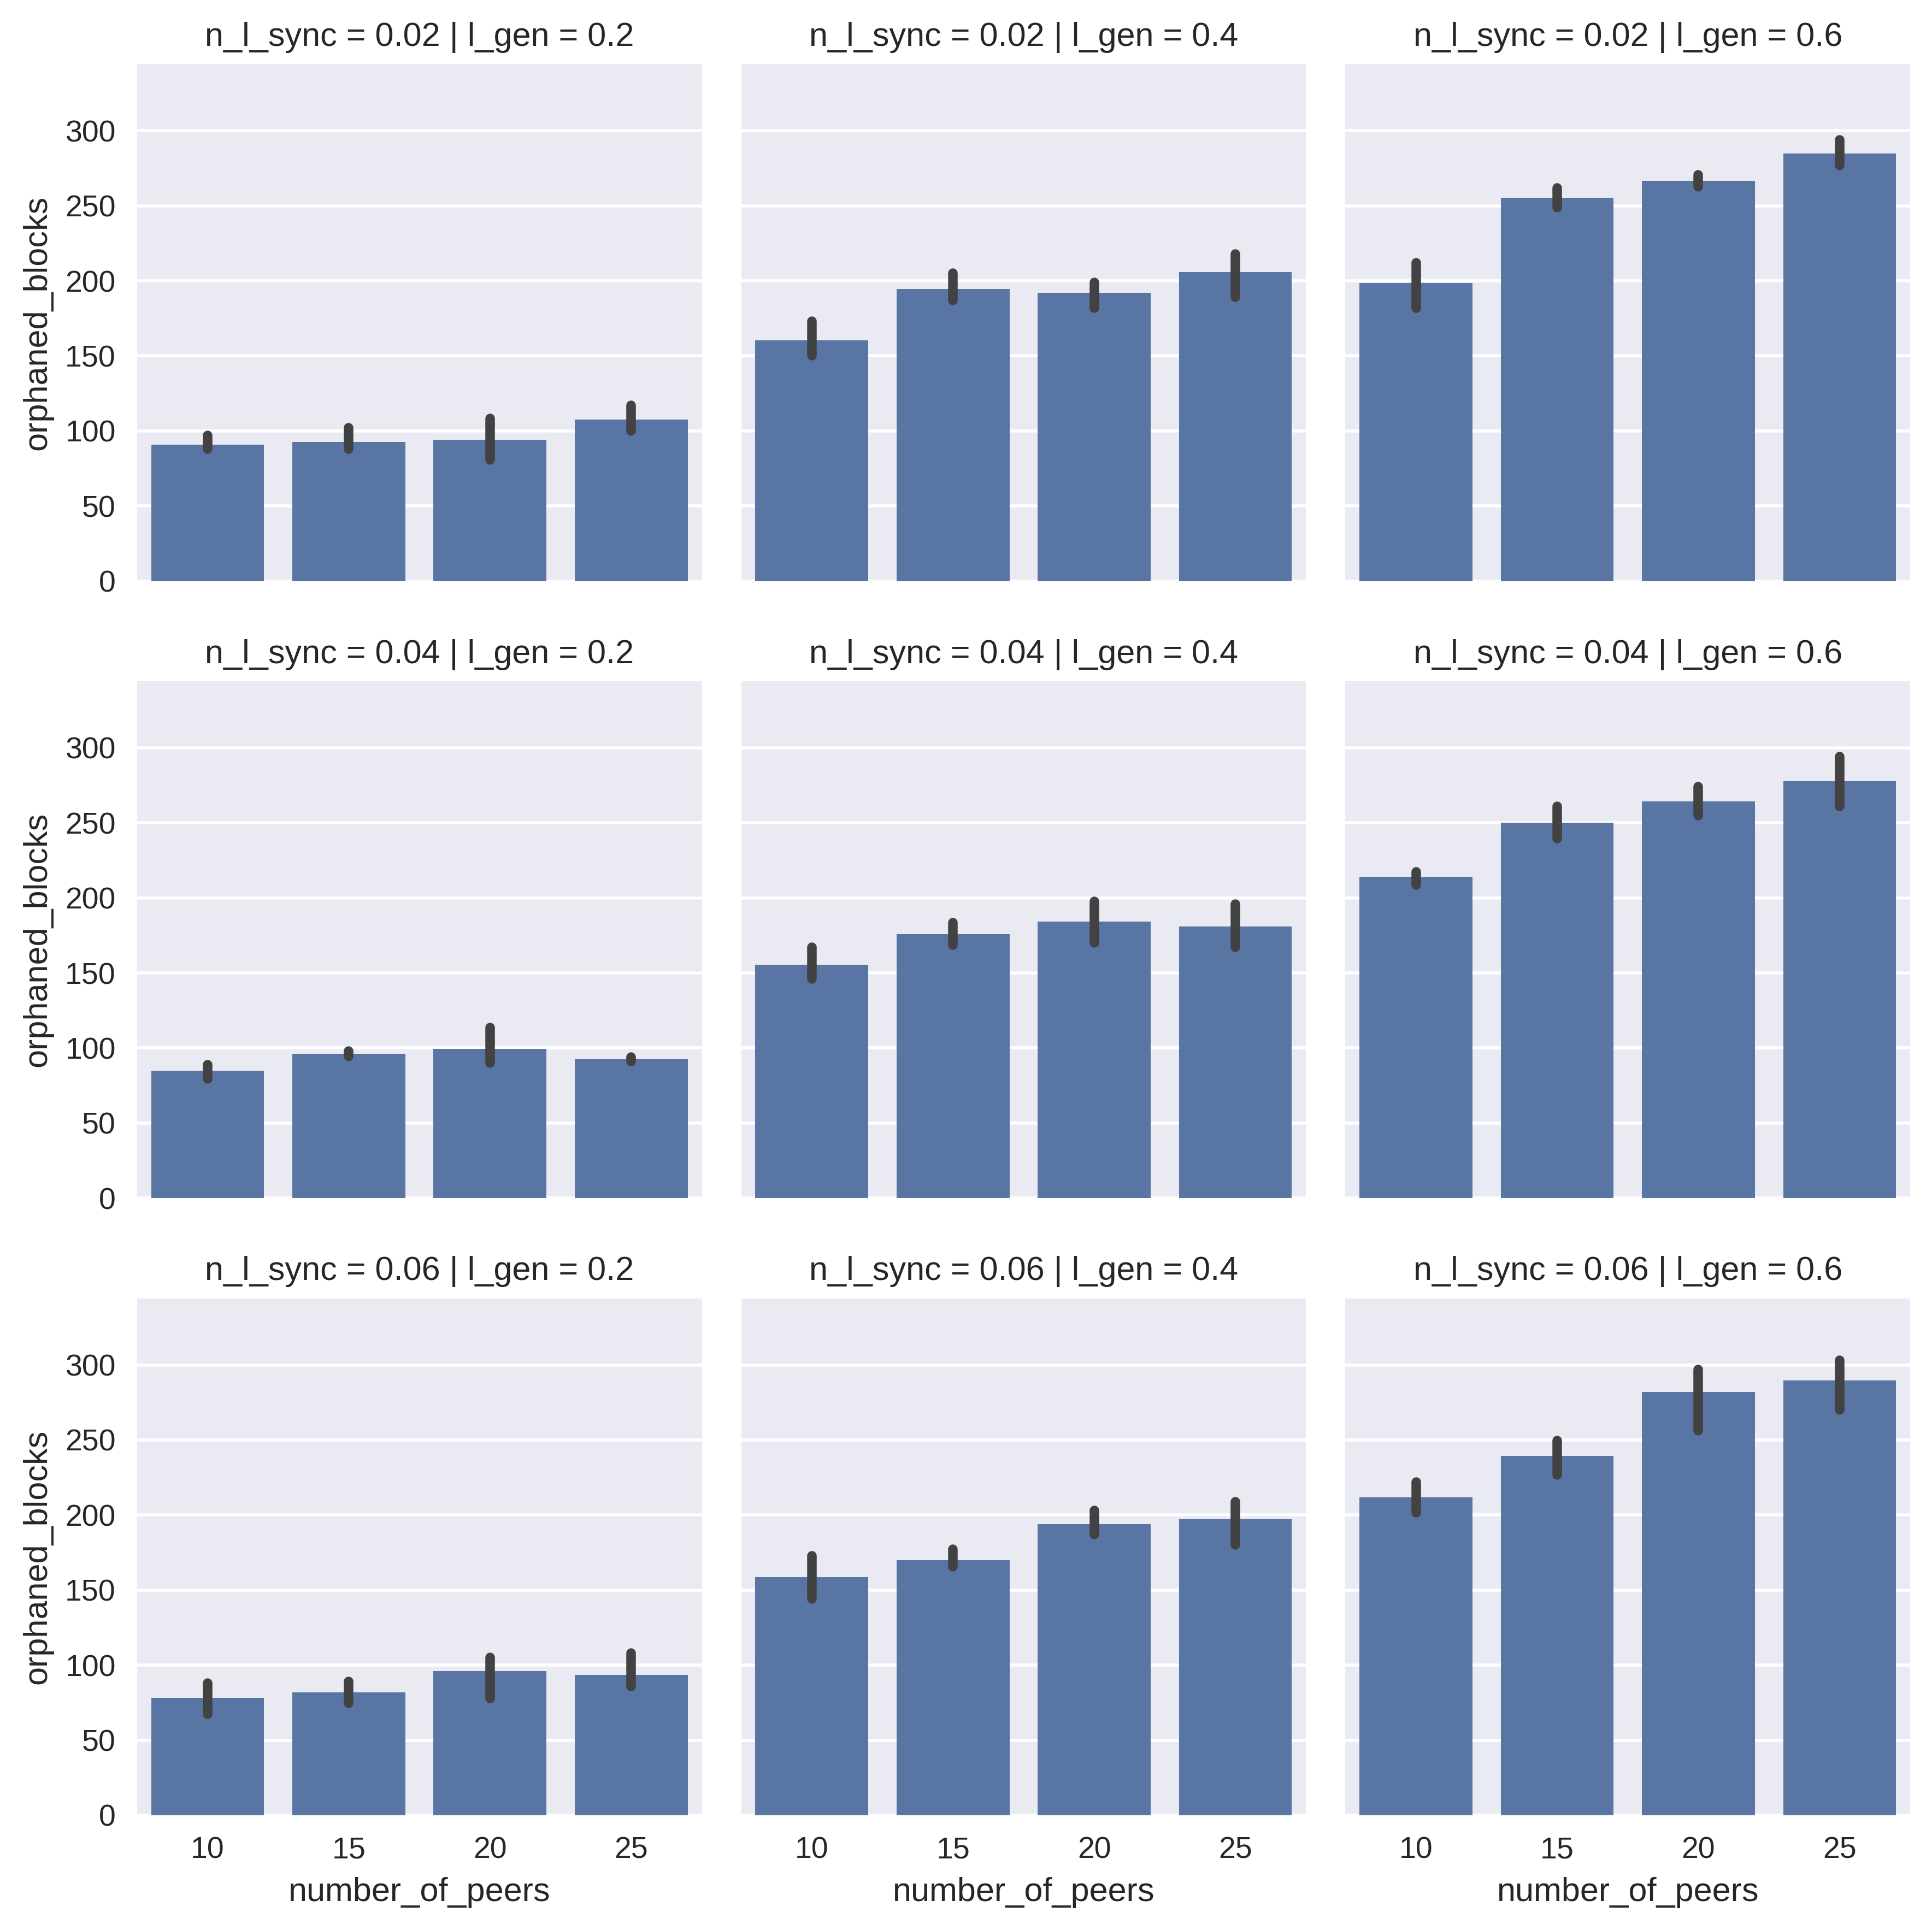 n_l_sync = 0.02 | l_gen = 0.2
n_l_sync = 0.02 | l_gen = 0.4
n_l_sync = 0.02 | l_gen = 0.6
orphaned_blocks
300
250
200
150
100
50
0
n_l_sync = 0.04 | l_gen = 0.2
n_l_sync = 0.04 | l_gen = 0.4
n_l_sync = 0.04 | l_gen = 0.6
orphaned_blocks
300
250
200
150
100
50
0
n_l_sync = 0.06 | l_gen = 0.2
n_l_sync = 0.06 | l_gen = 0.4
n_l_sync = 0.06 | l_gen = 0.6
orphaned_blocks
300
250
200
150
100
50
0
10 15 20 25
number_of_peers
10 15 20 25
number_of_peers
10 15 20 25
number_of_peers